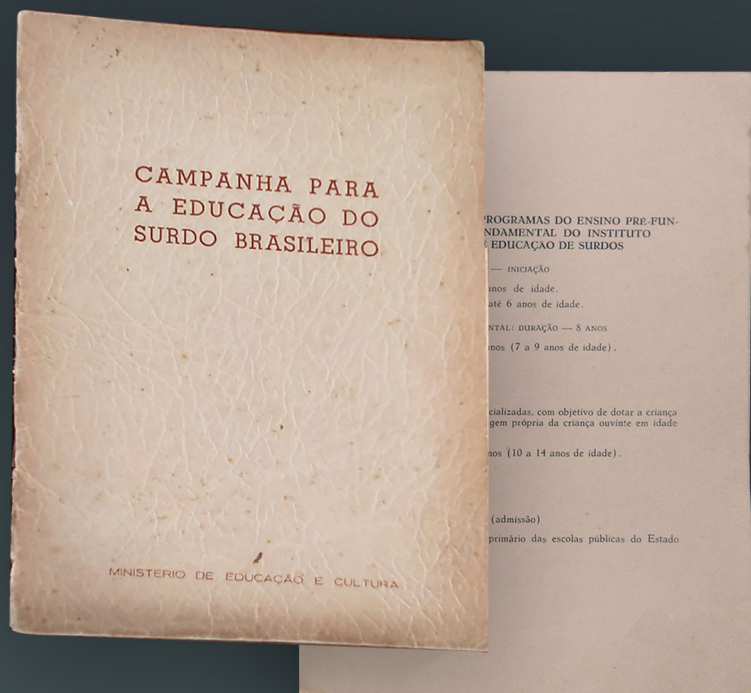 CAMPANHA PARA
A EDUCAÇÃO DO
SURDO BRASILEIRO
MINISTERIO DE EDUCAÇÃO E CULTURA
PROGRAMAS DO ENSINO PRÉ-FUN-
NDAMENTAL DO INSTITUTO
EDUCAÇÃO DE SURDOS
— INICIAÇÃO
anos de idade.
até 6 anos de idade.
NTAL: DURAÇÃO — 8 ANOS
nos (7 a 9 anos de idade).
cializadas, com objetivo de dotar a criança
gem própria da criança ouvinte em idade
nos (10 a 14 anos de idade).
(admissão)
primário das escolas públicas do Estado